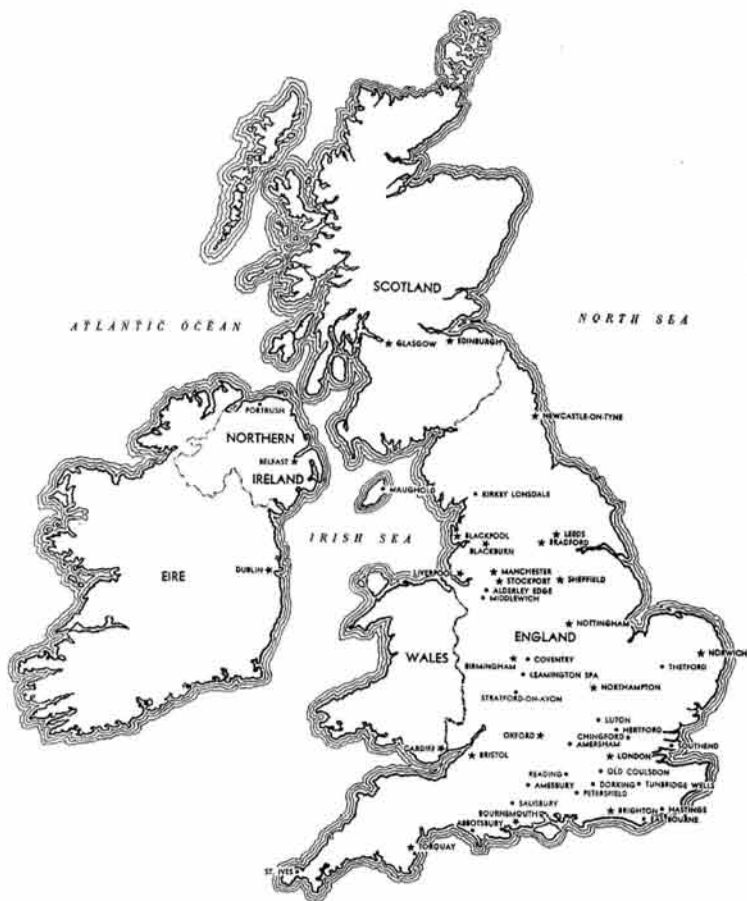 SCOTLAND
ATLANTIC OCEAN
NORTH SEA
GLASGOW
EDINBURGH
NEWCASTLE-ON-TYNE
PORTRUSH
NORTHERN
BELFAST
IRELAND
MAUGHOLD
KIRKBY LONSDALE
IRISH SEA
BLACKPOOL
LEEDS
BRADFORD
BLACKBURN
EIRE
DUBLIN
LIVERPOOL
MANCHESTER
STOCKPORT
SHEFFIELD
ALDERLEY EDGE
MIDDLEWICH
NOTTINGHAM
ENGLAND
WALES
NORWICH
BIRMINGHAM
COVENTRY
THETFORD
LEAMINGTON SPA
NORTHAMPTON
STRATFORD-ON-AVON
LUTON
HERTFORD
OXFORD
CHINGFORD
AMERSHAM
SOUTHEND
CARDIFF
BRISTOL
LONDON
READING
OLD COULSDON
AMESBURY
DORKING
TUNBRIDGE WELLS
PETERSFIELD
SALISBURY
BOURNEMOUTH
BRIGHTON
HASTINGS
ABBOTSBURY
EASTBOURNE
TORQUAY
ST. IVES